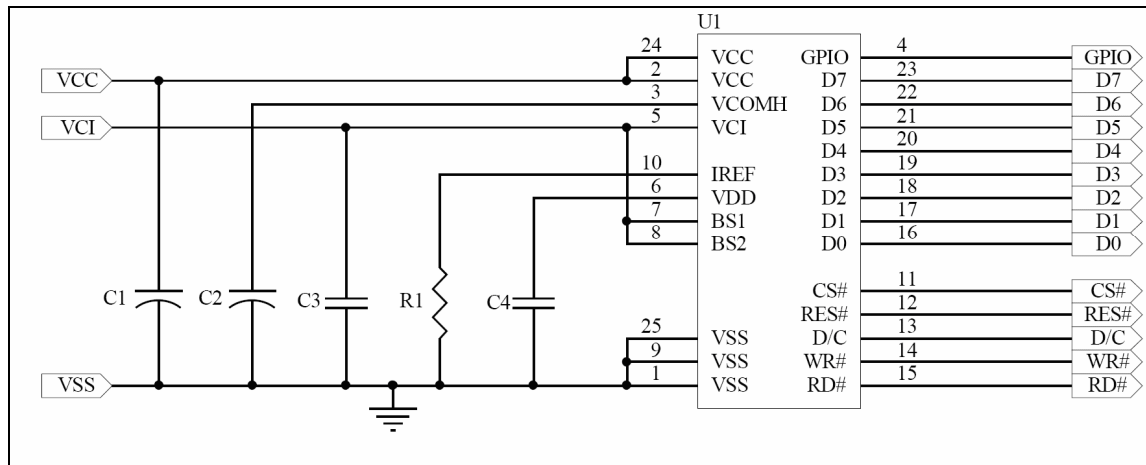 U1
24 VCC GPIO 4 GPIO
VCC 2 VCC D7 23 D7
3 VCOMH D6 22 D6
VCI 5 VCI D5 21 D5
D4 20 D4
10 IREF D3 19 D3
6 VDD D2 18 D2
7 BS1 D1 17 D1
8 BS2 D0 16 D0
C1 C2 C3 R1 C4
CS# 11 CS#
RES# 12 RES#
25 VSS D/C 13 D/C
9 VSS WR# 14 WR#
VSS 1 VSS RD# 15 RD#